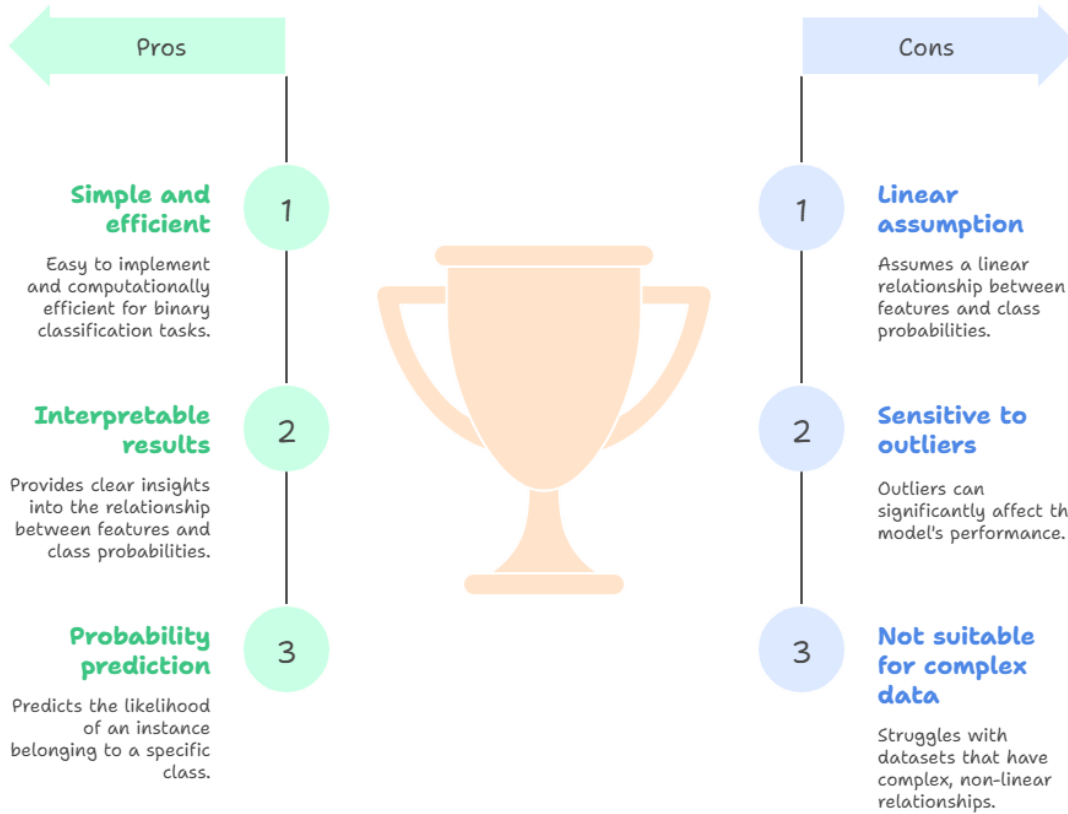 Pros
1
Simple and
efficient
Easy to implement
and computationally
efficient for binary
classification tasks.
2
Interpretable
results
Provides clear insights
into the relationship
between features and
class probabilities.
3
Probability
prediction
Predicts the likelihood
of an instance
belonging to a specific
class.
Cons
1
Linear
assumption
Assumes a linear
relationship between
features and class
probabilities.
2
Sensitive to
outliers
Outliers can
significantly affect th
model's performance.
3
Not suitable
for complex
data
Struggles with
datasets that have
complex, non-linear
relationships.